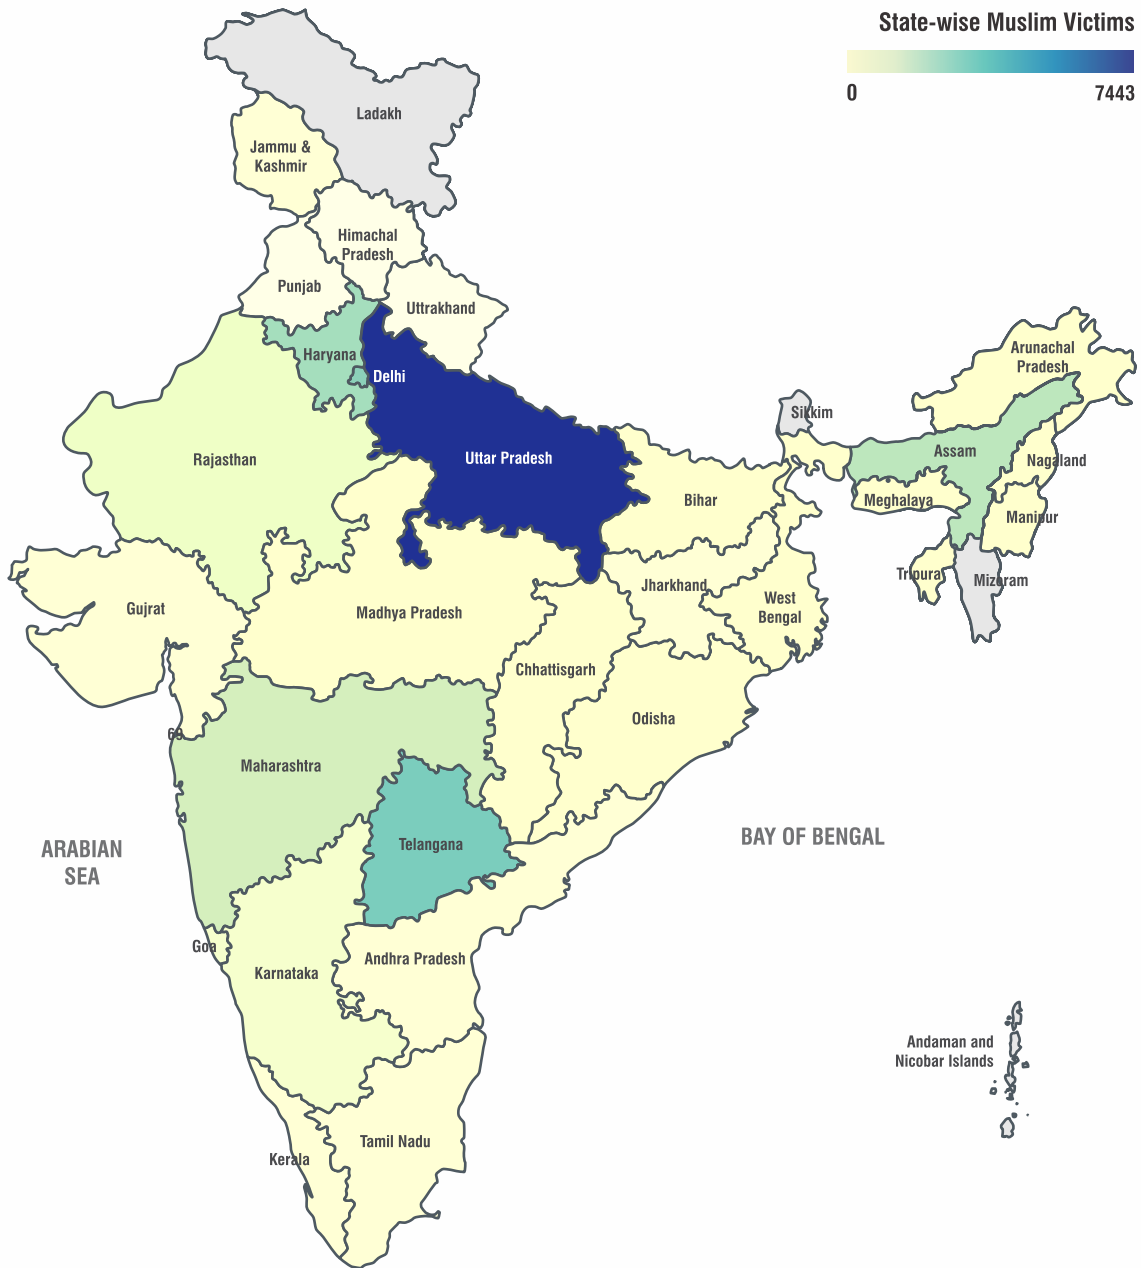 State-wise Muslim Victims
0
7443
Ladakh
Jammu &
Kashmir
Himachal
Pradesh
Punjab
Uttrakhand
Haryana
Delhi
Arunachal
Pradesh
Sikkim
Rajasthan
Uttar Pradesh
Assam
Nagaland
Bihar
Meghalaya
Manipur
Tripura
Mizoram
Jharkhand
Gujrat
Madhya Pradesh
West
Bengal
Chhattisgarh
Odisha
69
Maharashtra
Telangana
BAY OF BENGAL
ARABIAN
SEA
Goa
Karnataka
Andhra Pradesh
Andaman and
Nicobar Islands
Tamil Nadu
Kerala